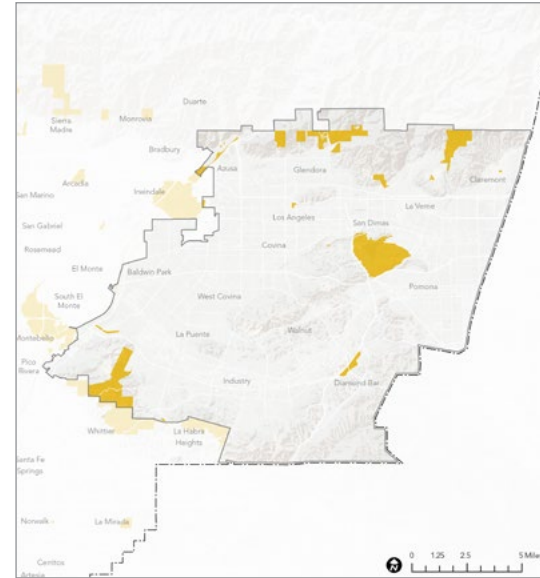 Duarte
Sierra
Madre
Monrovia
Bradbury
Azusa
Glendora
Claremont
Arcadia
San Marino
Irwindale
La Verne
Los Angeles
San Dimas
San Gabriel
Rosemead
Covina
El Monte
Baldwin Park
Pomona
South El
Monte
West Covina
Montebello
La Puente
Walnut
Pico
Rivera
Industry
Diamond Bar
Whittier
La Habra
Heights
Santa Fe
Springs
Norwalk
La Mirada
Cerritos
Artesia
N
0 1.25 2.5 5 Miles